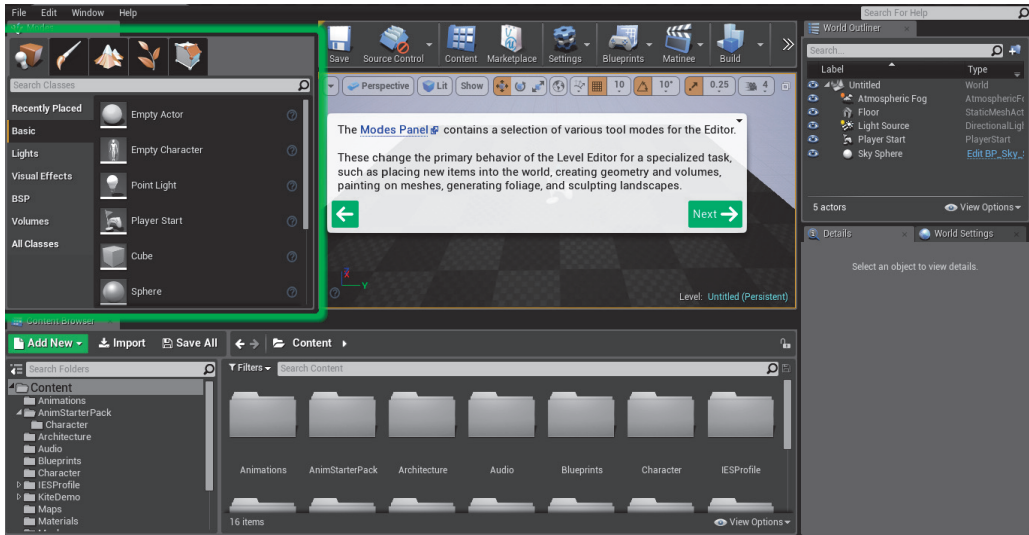 File Edit Window Help
Search For Help
Modes
Search Classes
Recently Placed
Basic
Lights
Visual Effects
BSP
Volumes
All Classes
Empty Actor
Empty Character
Point Light
Player Start
Cube
Sphere
Save Source Control Content Marketplace Settings Blueprints Matinee Build
Perspective Lit Show 10 10° 0.25 4
The Modes Panel contains a selection of various tool modes for the Editor.
These change the primary behavior of the Level Editor for a specialized task,
such as placing new items into the world, creating geometry and volumes,
painting on meshes, generating foliage, and sculpting landscapes.
Next
X
Y
Level: Untitled (Persistent)
World Outliner
Search...
Label Type
Untitled World
Atmospheric Fog AtmosphericF
Floor StaticMeshAct
Light Source DirectionalLigh
Player Start PlayerStart
Sky Sphere Edit BP_Sky_S
5 actors View Options
Details World Settings
Select an object to view details.
Content Browser
Add New Import Save All Content
Search Folders
Content
Animations
AnimStarterPack
Character
Architecture
Audio
Blueprints
Character
IESProfile
KiteDemo
Maps
Materials
Filters Search Content
Animations AnimStarterPack Architecture Audio Blueprints Character IESProfile
16 items View Options